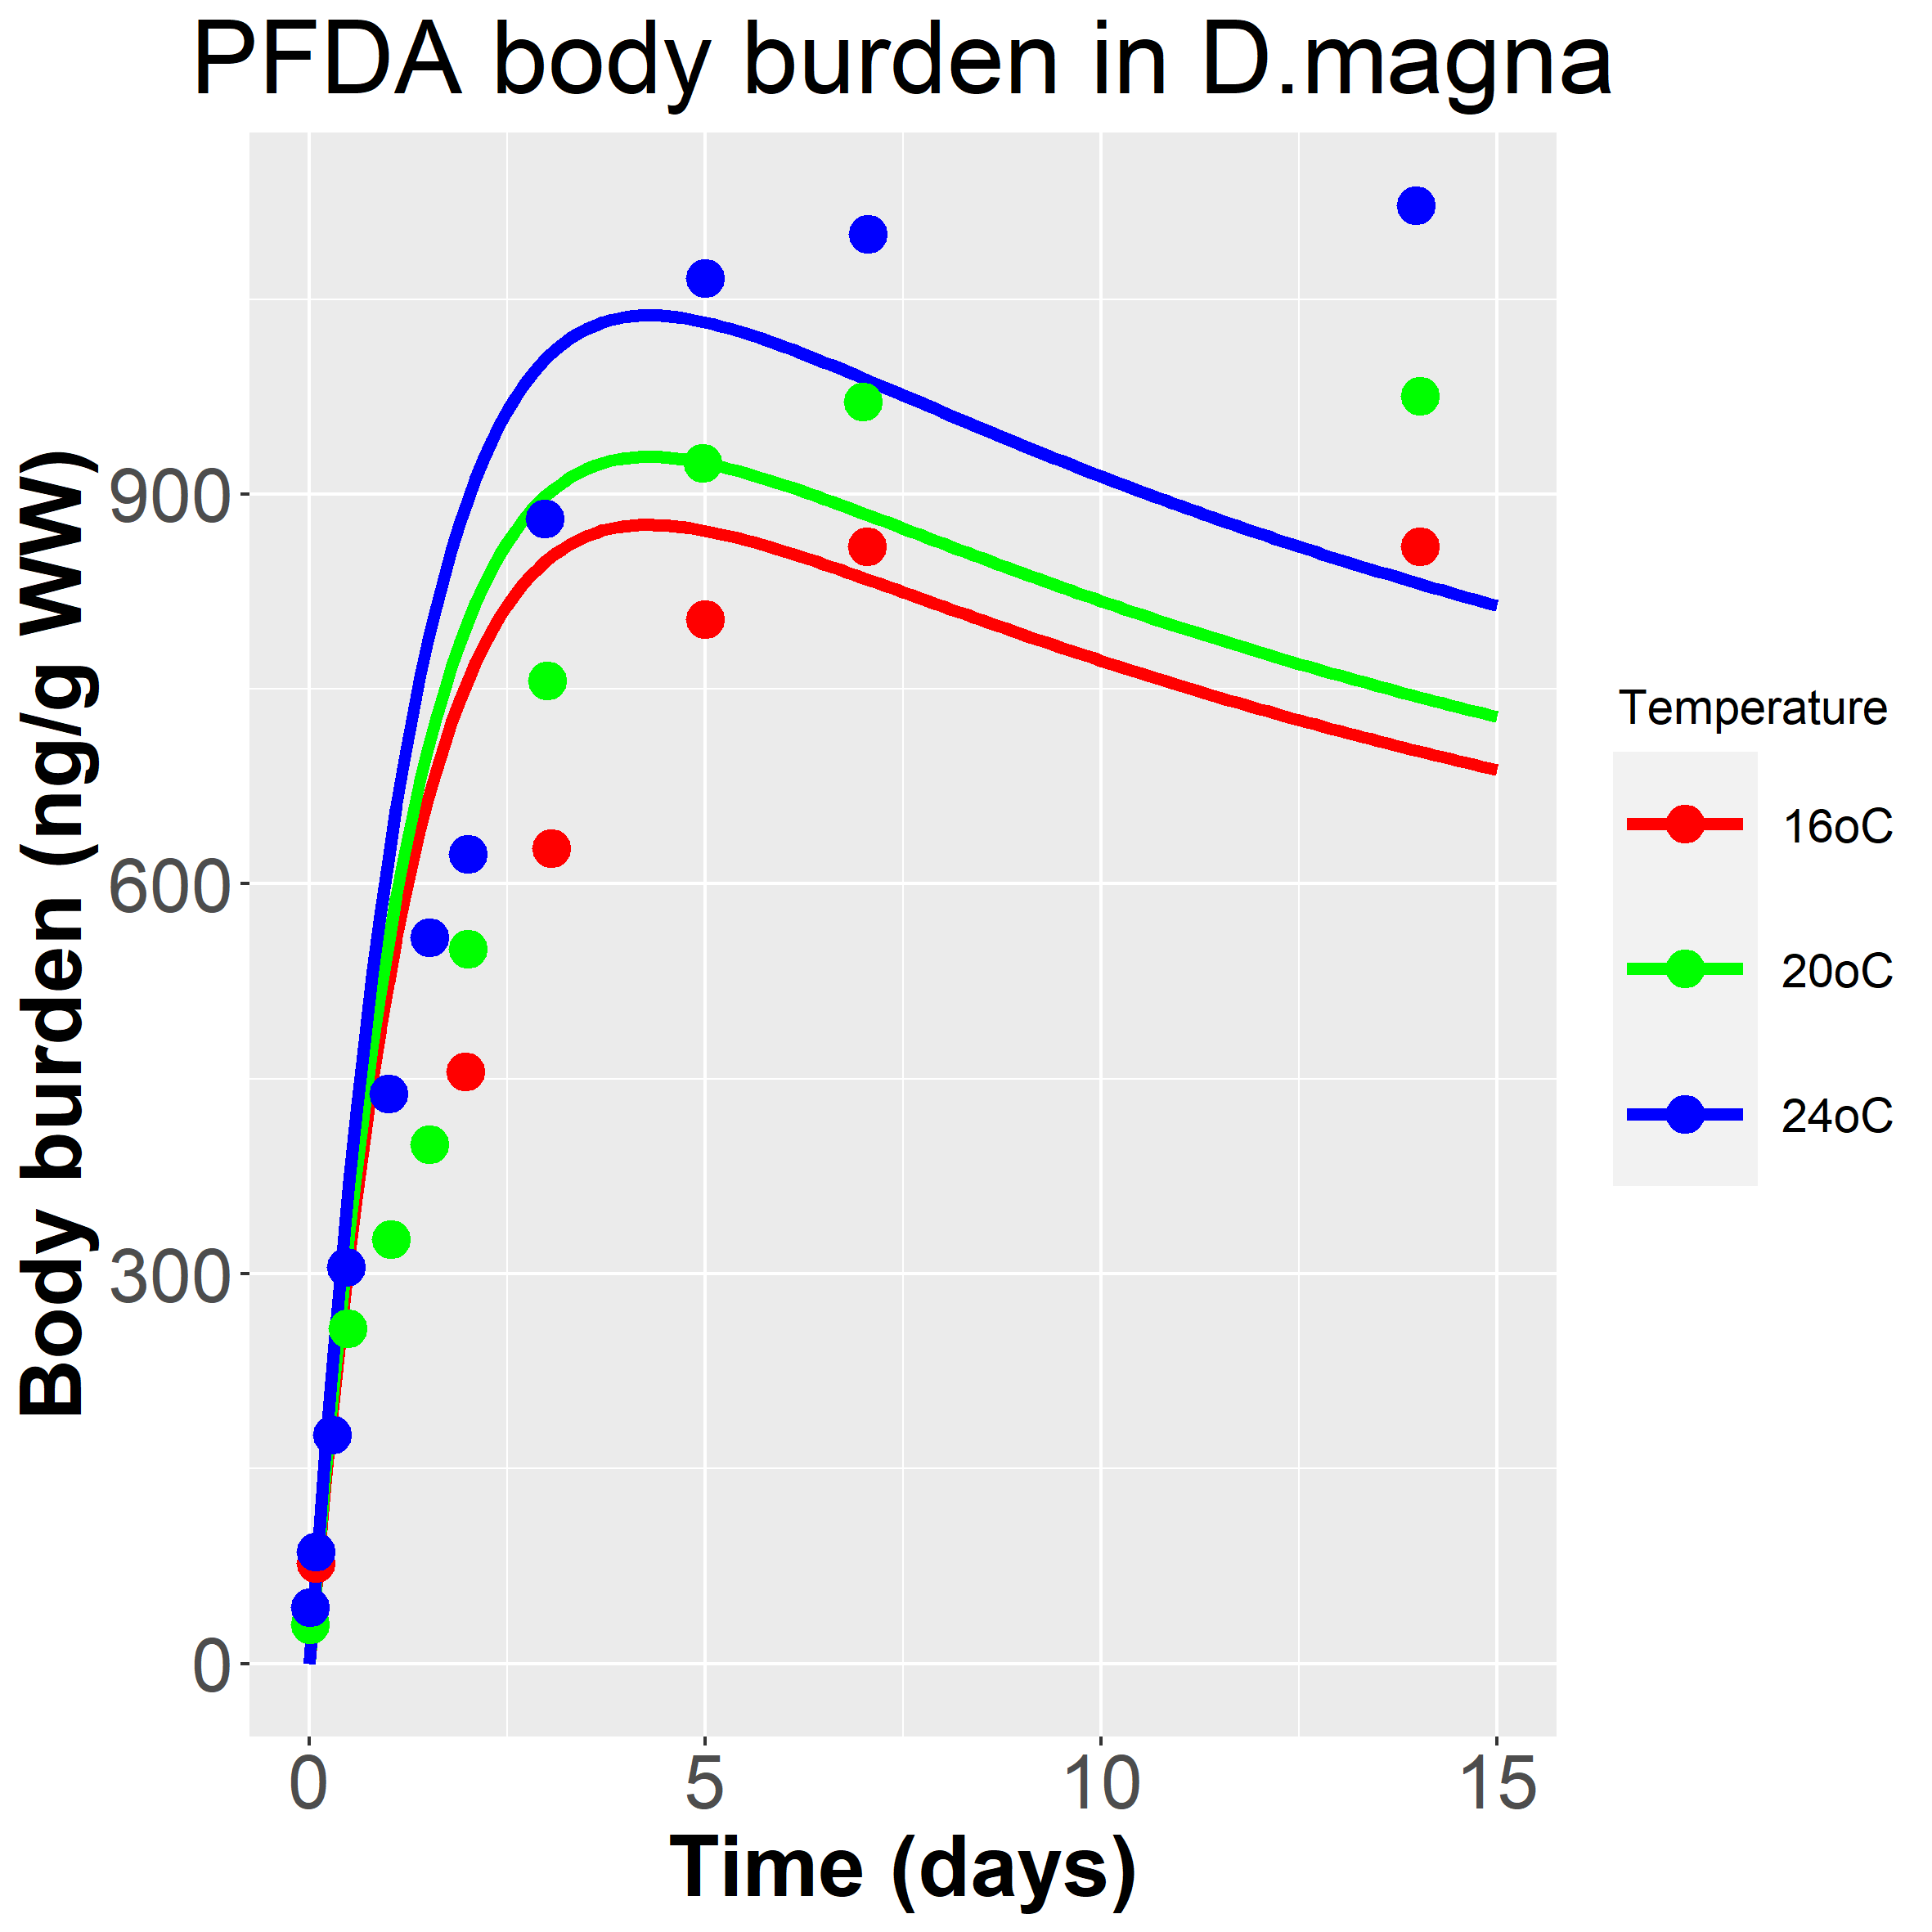 PFDA body burden in D.magna
Body burden (ng/g WW)
900
600
300
0
0
5
10
15
Time (days)
Temperature
16oC
20oC
24oC